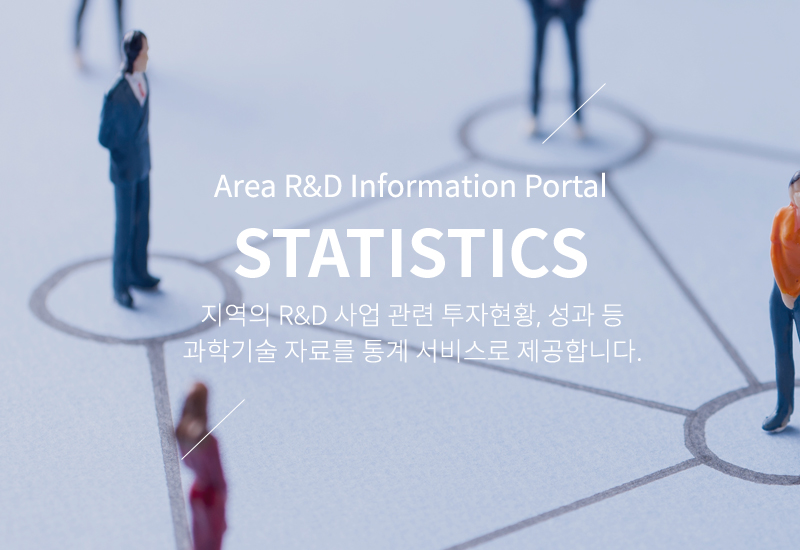 Area R&D Information Portal
STATISTICS
지역의 R&D 사업 관련 투자현황, 성과 등
과학기술 자료를 통계 서비스로 제공합니다.